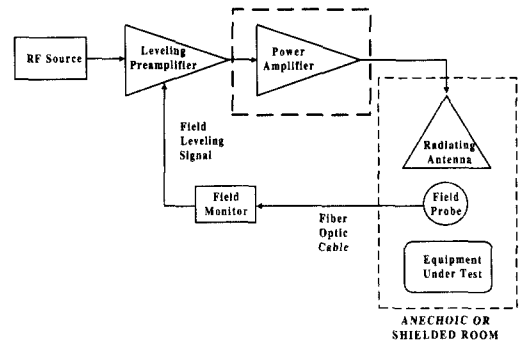 RF Source
Leveling
Preamplifier
Power
Amplifier
Field
Leveling
Signal
Radiating
Antenna
Field
Monitor
Field
Probe
Fiber
Optic
Cable
Equipment
Under Test
ANECHOIC OR
SHIELDED ROOM